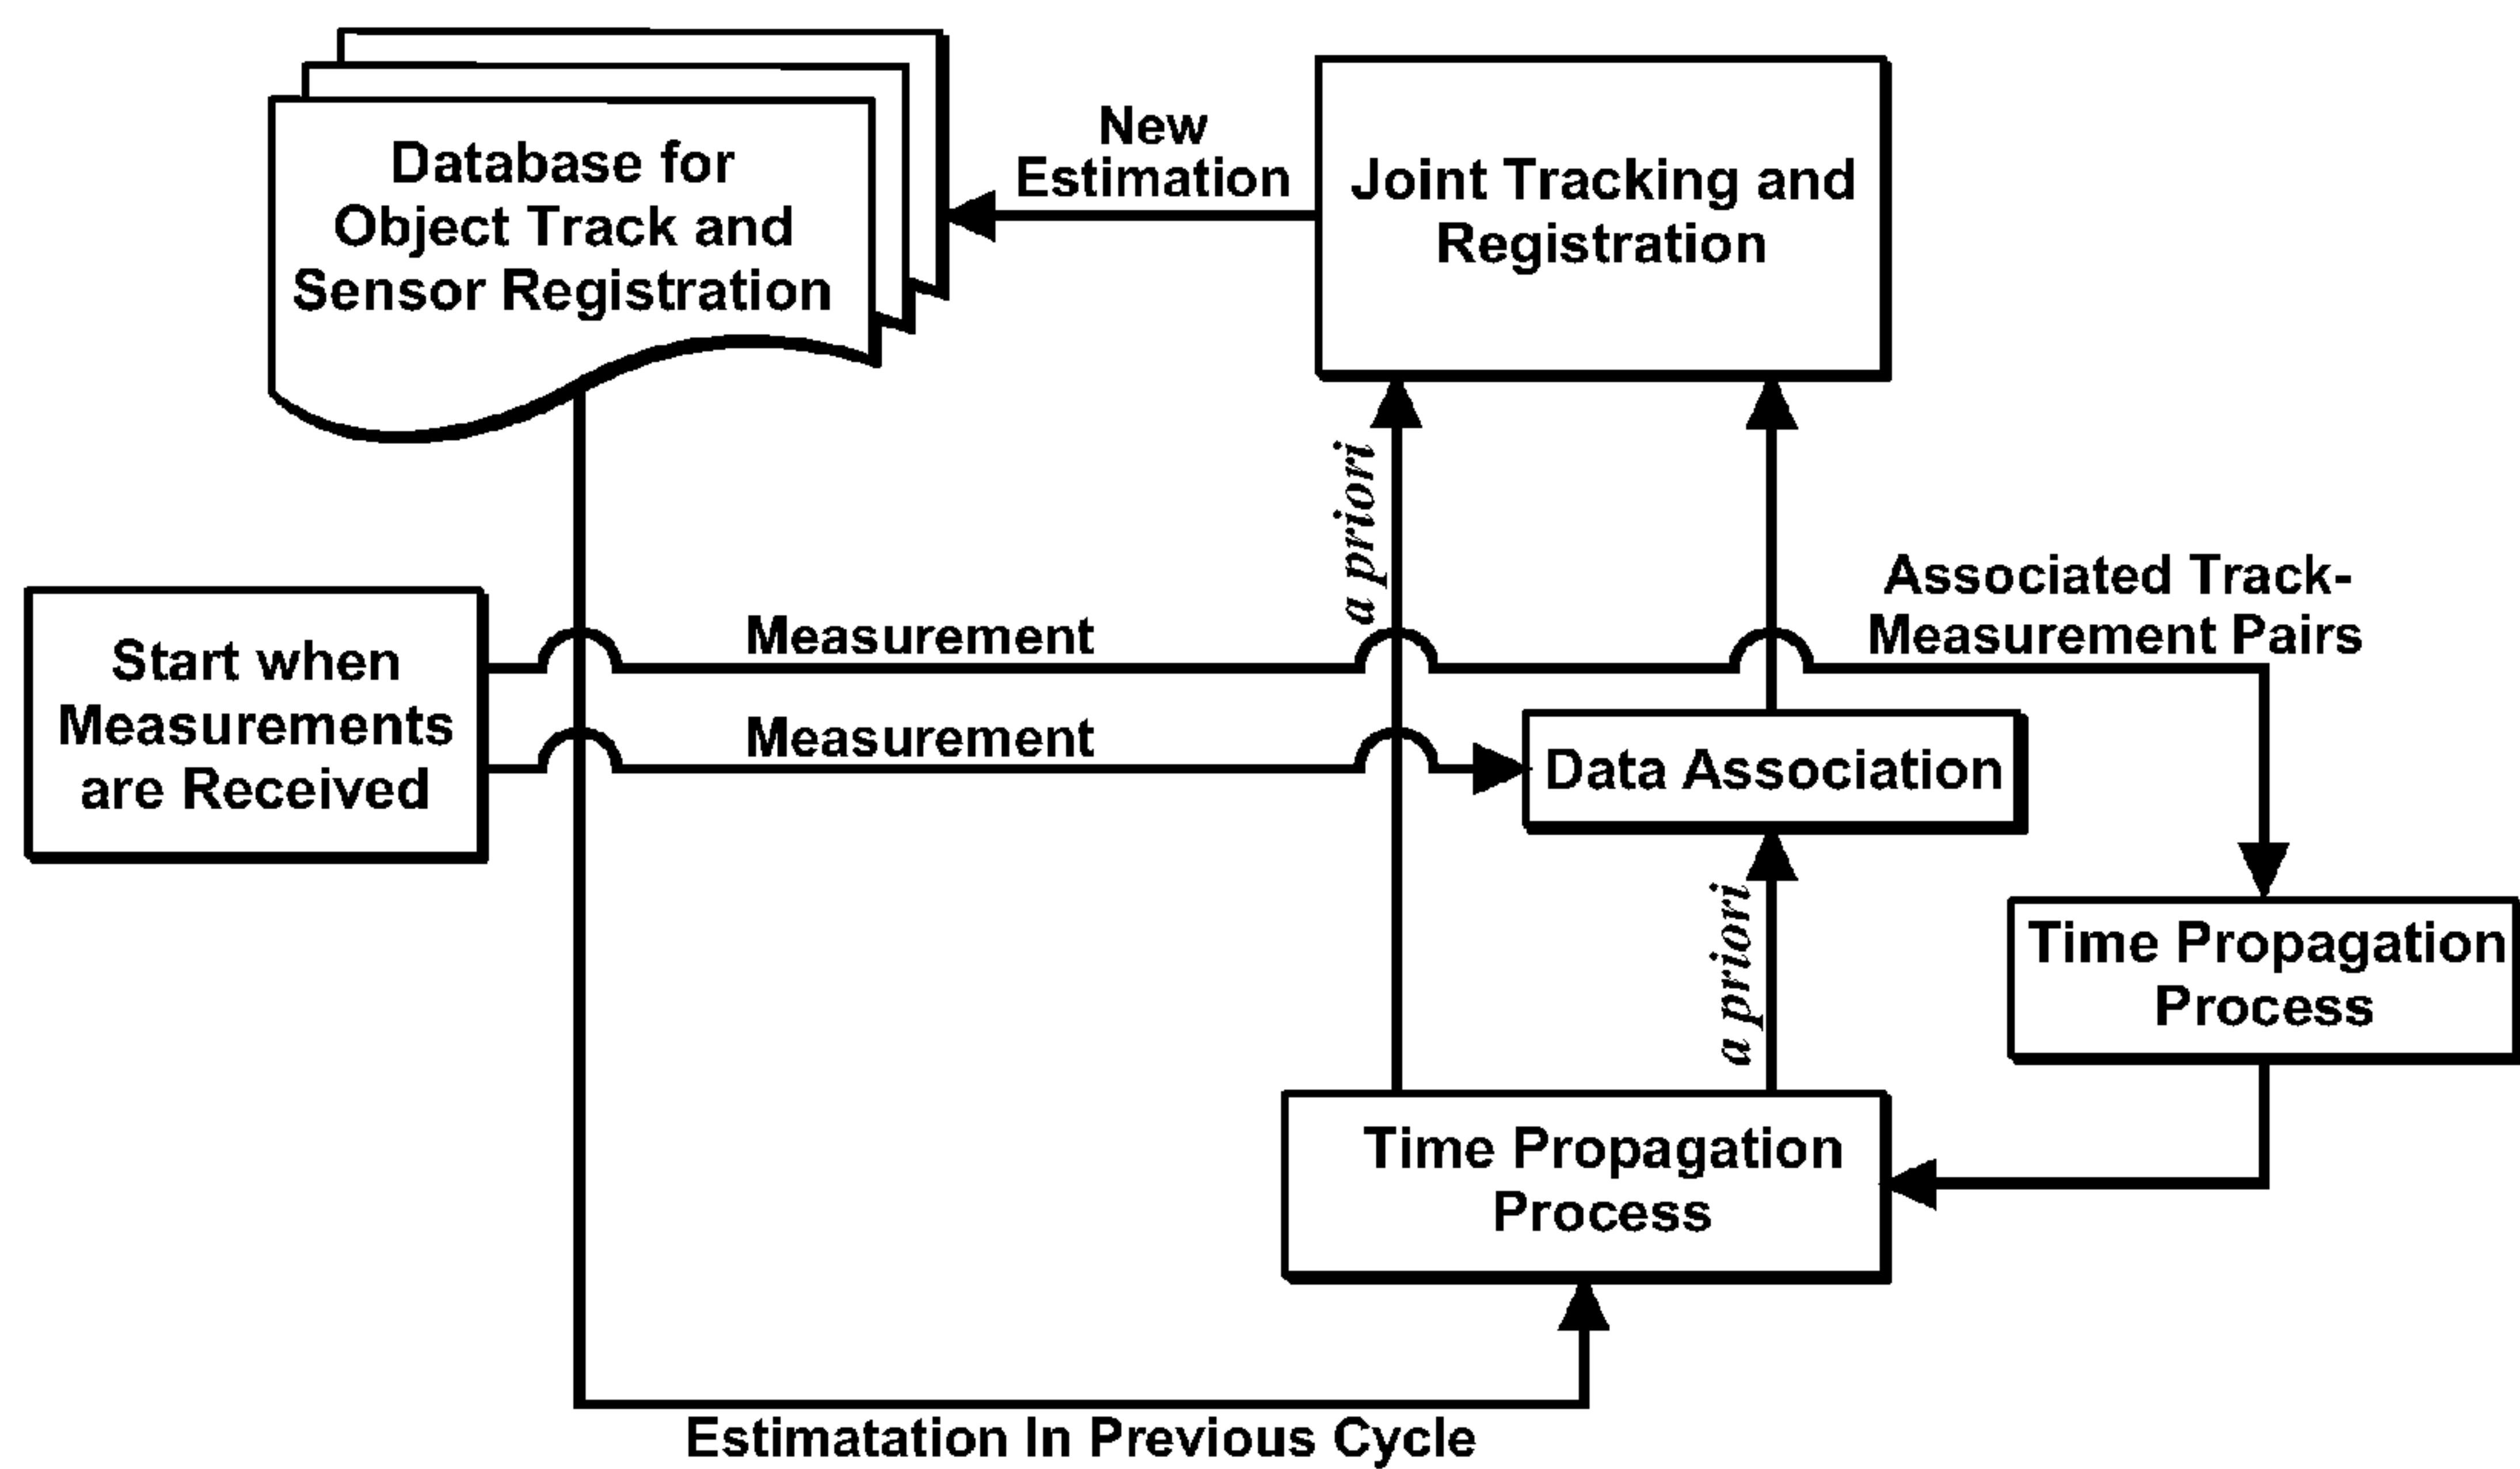 Database for
Object Track and
Sensor Registration
New
Estimation
Joint Tracking and
Registration
a priori
Associated Track-
Measurement Pairs
Start when
Measurements
are Received
Measurement
Measurement
Data Association
a priori
Time Propagation
Process
Time Propagation
Process
Estimatation In Previous Cycle